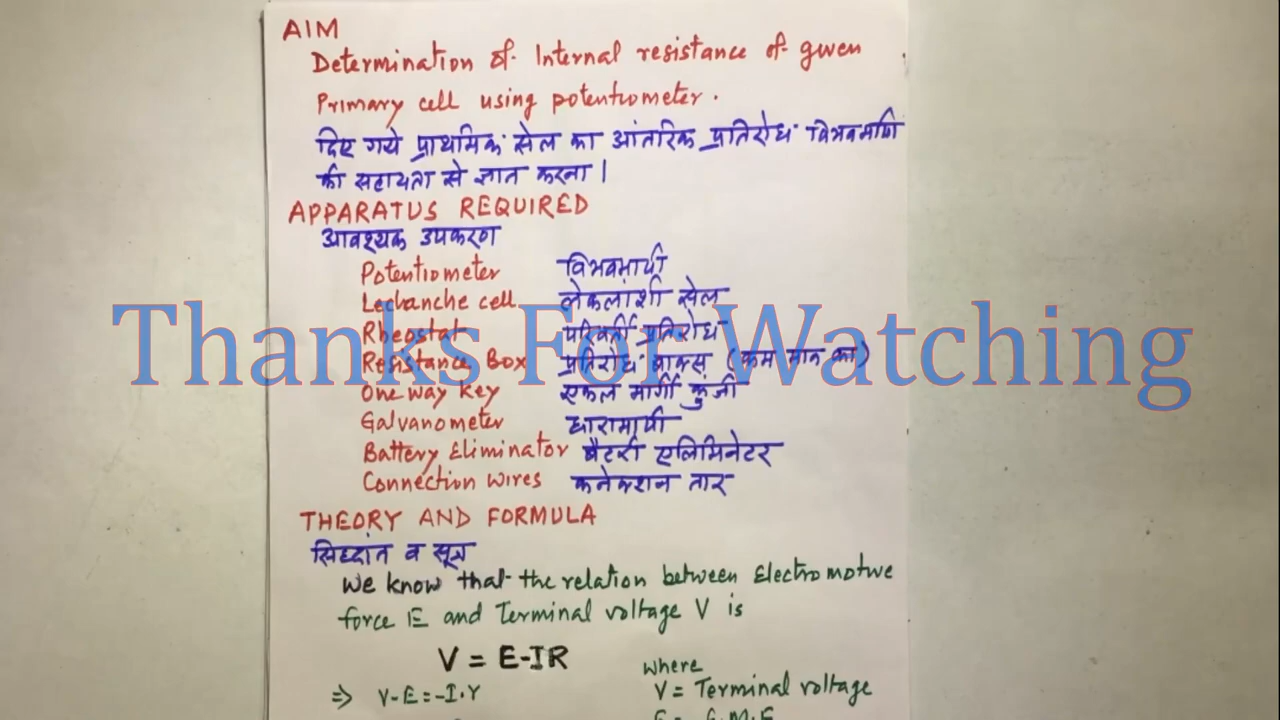 AIM
Determination of Internal resistance of given
Primary cell using potentiometer.
दिए गये प्राथमिक सेल का आंतरिक प्रतिरोध विभवमापी
की सहायता से ज्ञात करना।
APPARATUS REQUIRED
आवश्यक उपकरण
Potentiometer विभवमापी
Leclanche cell लेकलांशी सेल
Rheostat परिवर्ती प्रतिरोध
Thanks For Watching
Resistance Box प्रतिरोध बाक्स (कम मान का)
One way key एकल मार्गी कुंजी
Galvanometer धारामापी
Battery Eliminator बैटरी एलिमिनेटर
Connection wires कनेक्शन तार
THEORY AND FORMULA
सिध्दांत व सूत्र
We know that the relation between Electromotive
force E and Terminal voltage V is
V = E-IR
where
⇒ V-E=-I.r V= Terminal voltage